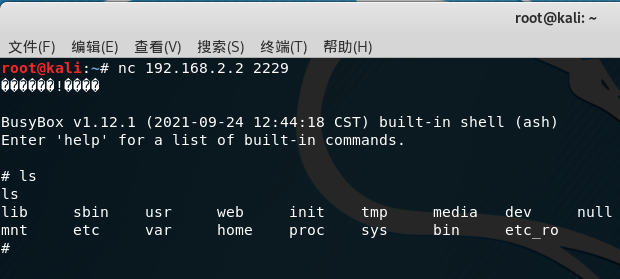 root@kali: ~
文件(F) 编辑(E) 查看(V) 搜索(S) 终端(T) 帮助(H)
root@kali:~# nc 192.168.2.2 2229
������!����
BusyBox v1.12.1 (2021-09-24 12:44:18 CST) built-in shell (ash)
Enter 'help' for a list of built-in commands.
# ls
ls
lib sbin usr web init tmp media dev null
mnt etc var home proc sys bin etc_ro
#